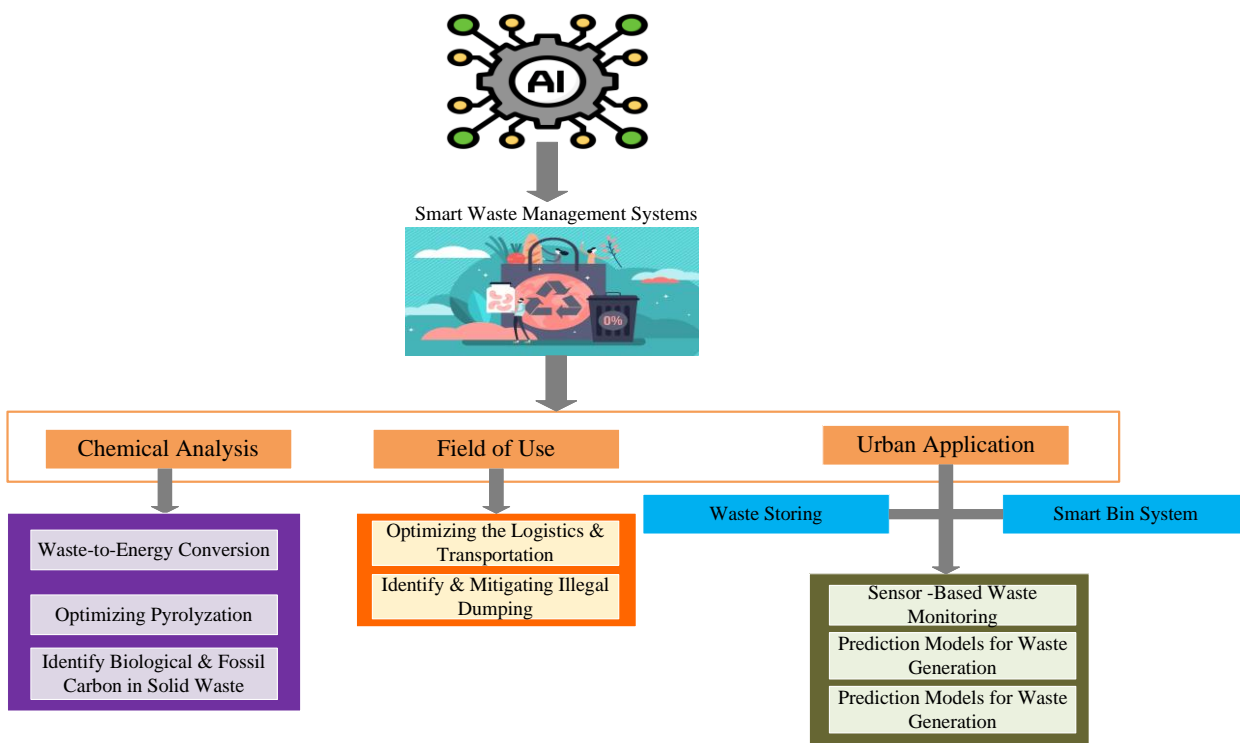 AI
Smart Waste Management Systems
0%
Chemical Analysis
Field of Use
Urban Application
Waste Storing
Smart Bin System
Waste-to-Energy Conversion
Optimizing Pyrolyzation
Identify Biological & Fossil
Carbon in Solid Waste
Optimizing the Logistics &
Transportation
Identify & Mitigating Illegal
Dumping
Sensor -Based Waste
Monitoring
Prediction Models for Waste
Generation
Prediction Models for Waste
Generation